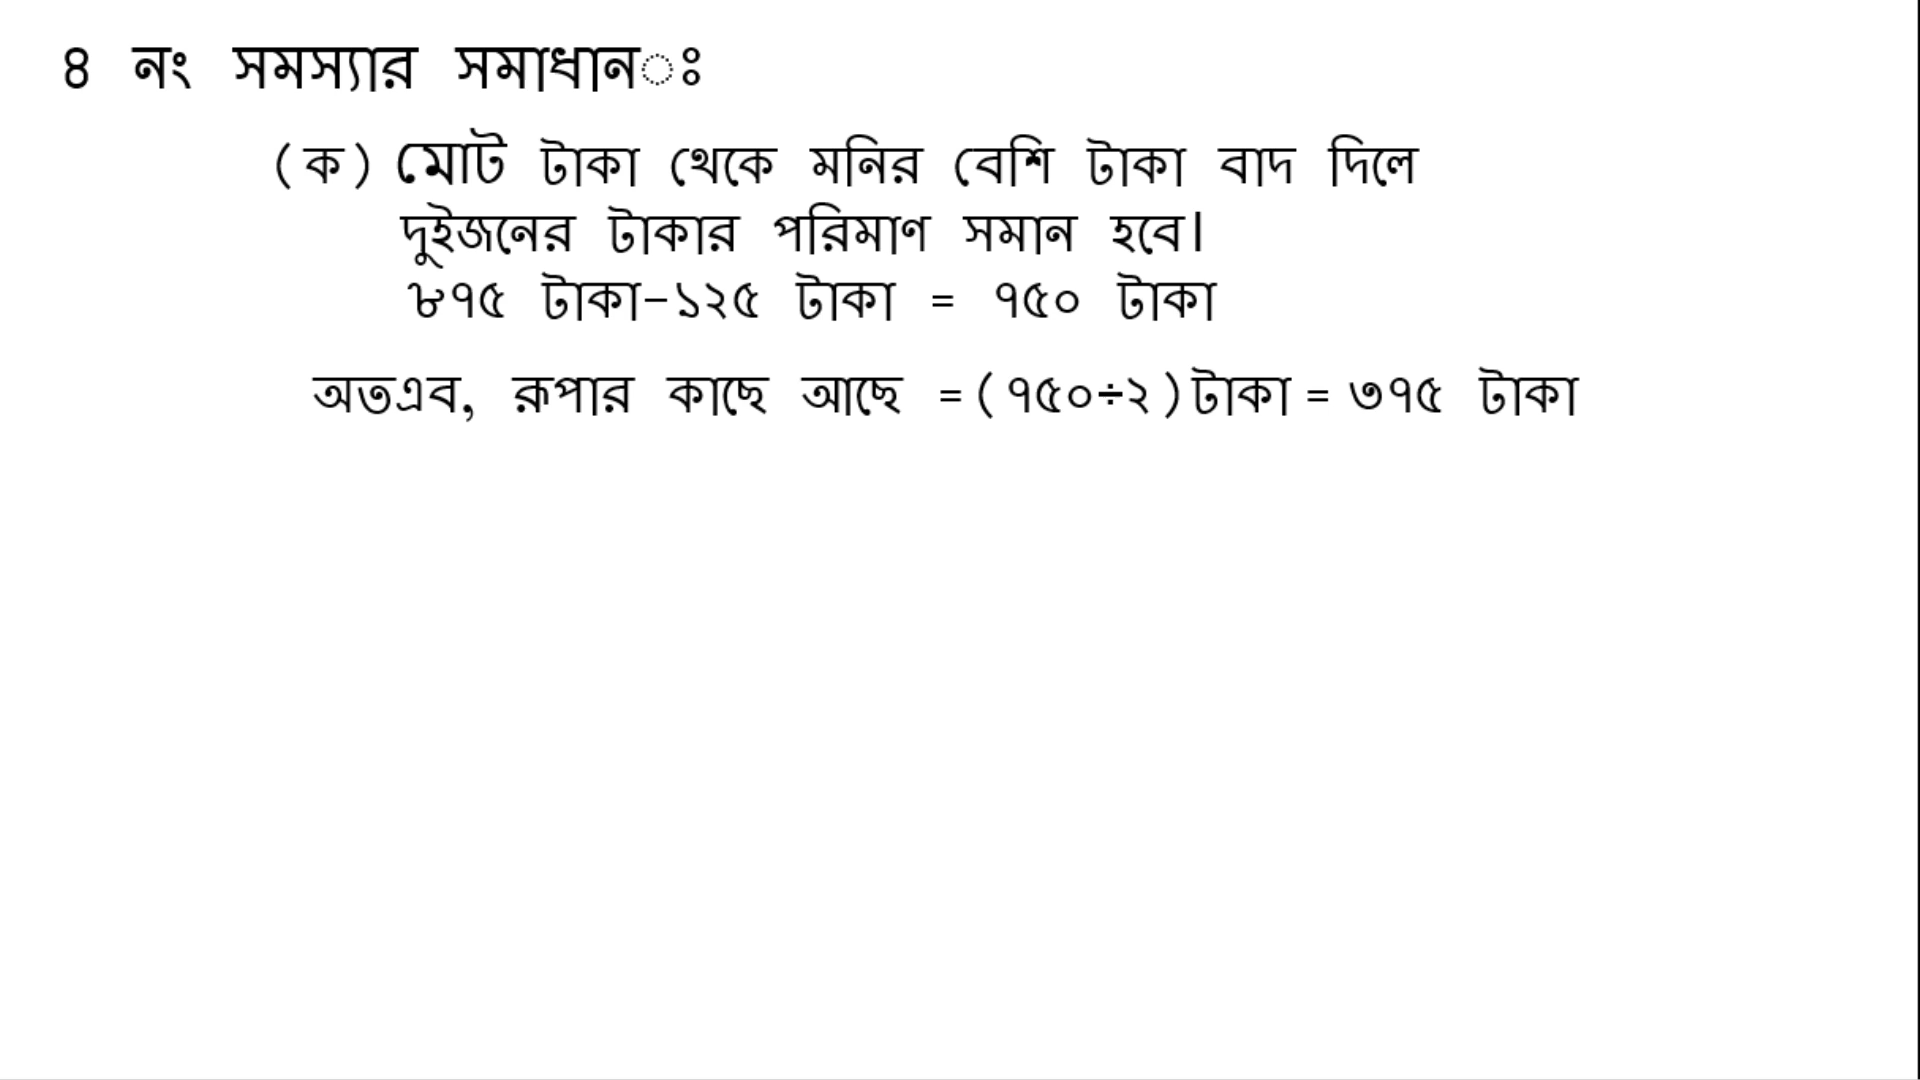 ৪ নং সমস্যার সমাধানঃ
(ক) মোট টাকা থেকে মনির বেশি টাকা বাদ দিলে
দুইজনের টাকার পরিমাণ সমান হবে।
৮৭৫ টাকা-১২৫ টাকা = ৭৫০ টাকা
অতএব, রূপার কাছে আছে =(৭৫০÷২)টাকা= ৩৭৫ টাকা